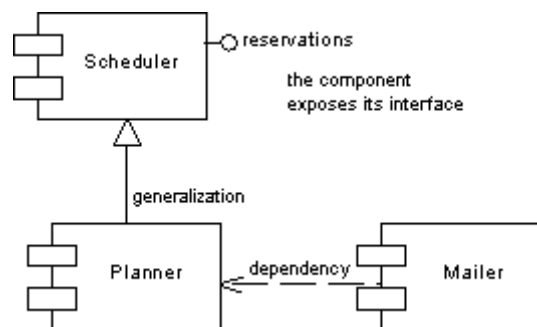 reservations
Scheduler
the component
exposes its interface
generalization
Planner
dependency
Mailer